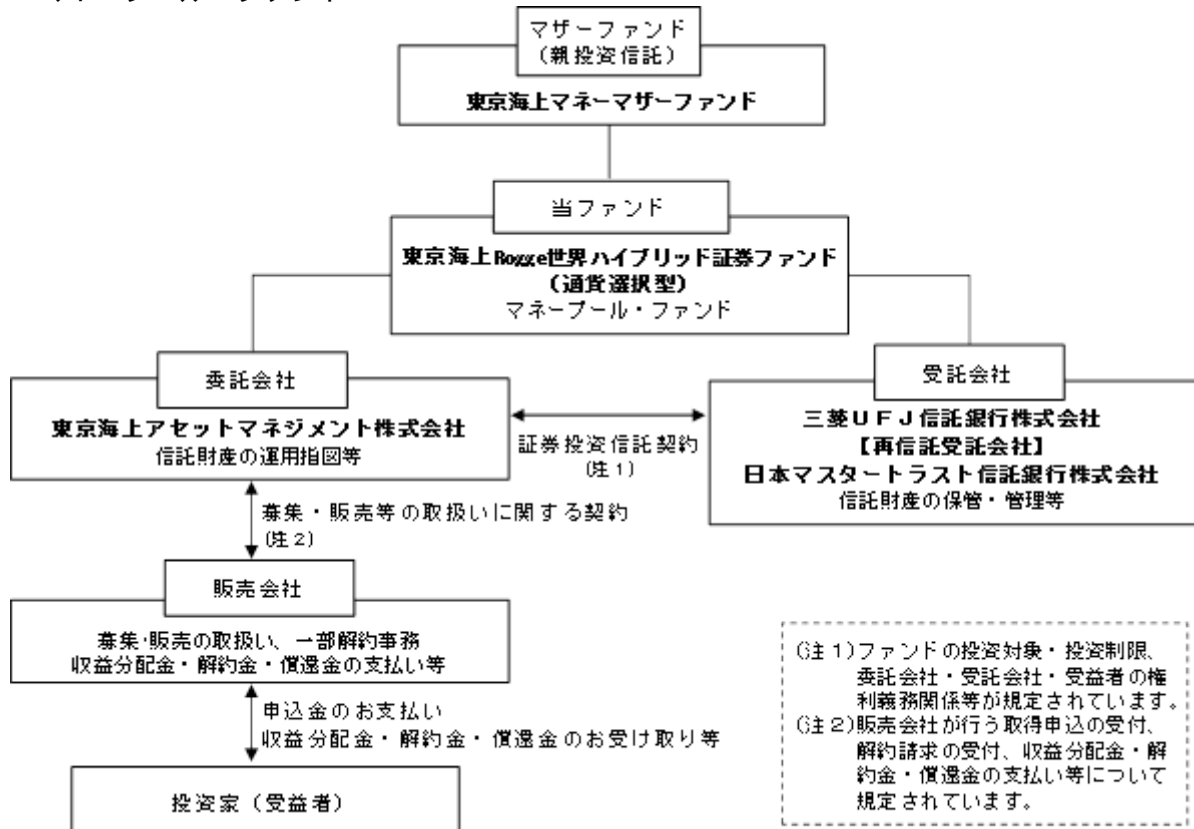 マザーファンド
（親投資信託）
東京海上マネーマザーファンド
当ファンド
東京海上Rogge世界ハイブリッド証券ファンド
（通貨選択型）
マネープール・ファンド
委託会社
東京海上アセットマネジメント株式会社
信託財産の運用指図等
証券投資信託契約
(注1)
受託会社
三菱ＵＦＪ信託銀行株式会社
【再信託受託会社】
日本マスタートラスト信託銀行株式会社
信託財産の保管・管理等
募集・販売等の取扱いに関する契約
(注2)
販売会社
募集・販売の取扱い、一部解約事務
収益分配金・解約金・償還金の支払い等
申込金のお支払い
収益分配金・解約金・償還金のお受け取り等
投資家（受益者）
(注1)ファンドの投資対象・投資制限、
委託会社・受託会社・受益者の権
利義務関係等が規定されています。
(注2)販売会社が行う取得申込の受付、
解約請求の受付、収益分配金・解
約金・償還金の支払い等について
規定されています。